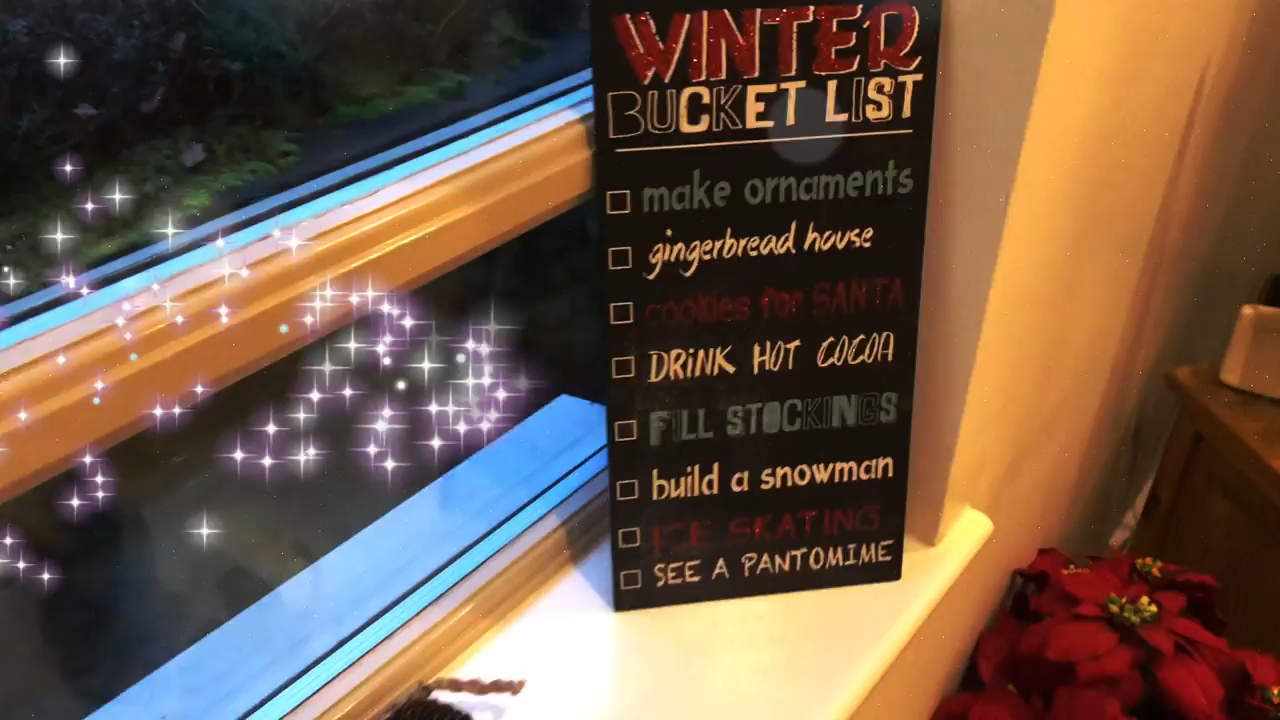 WINTER
BUCKET LIST
make ornaments
gingerbread house
cookies for SANTA
DRiNK HOT COCOA
FILL STOCKINGS
build a snowman
ICE SKATING
SEE A PANTOMIME